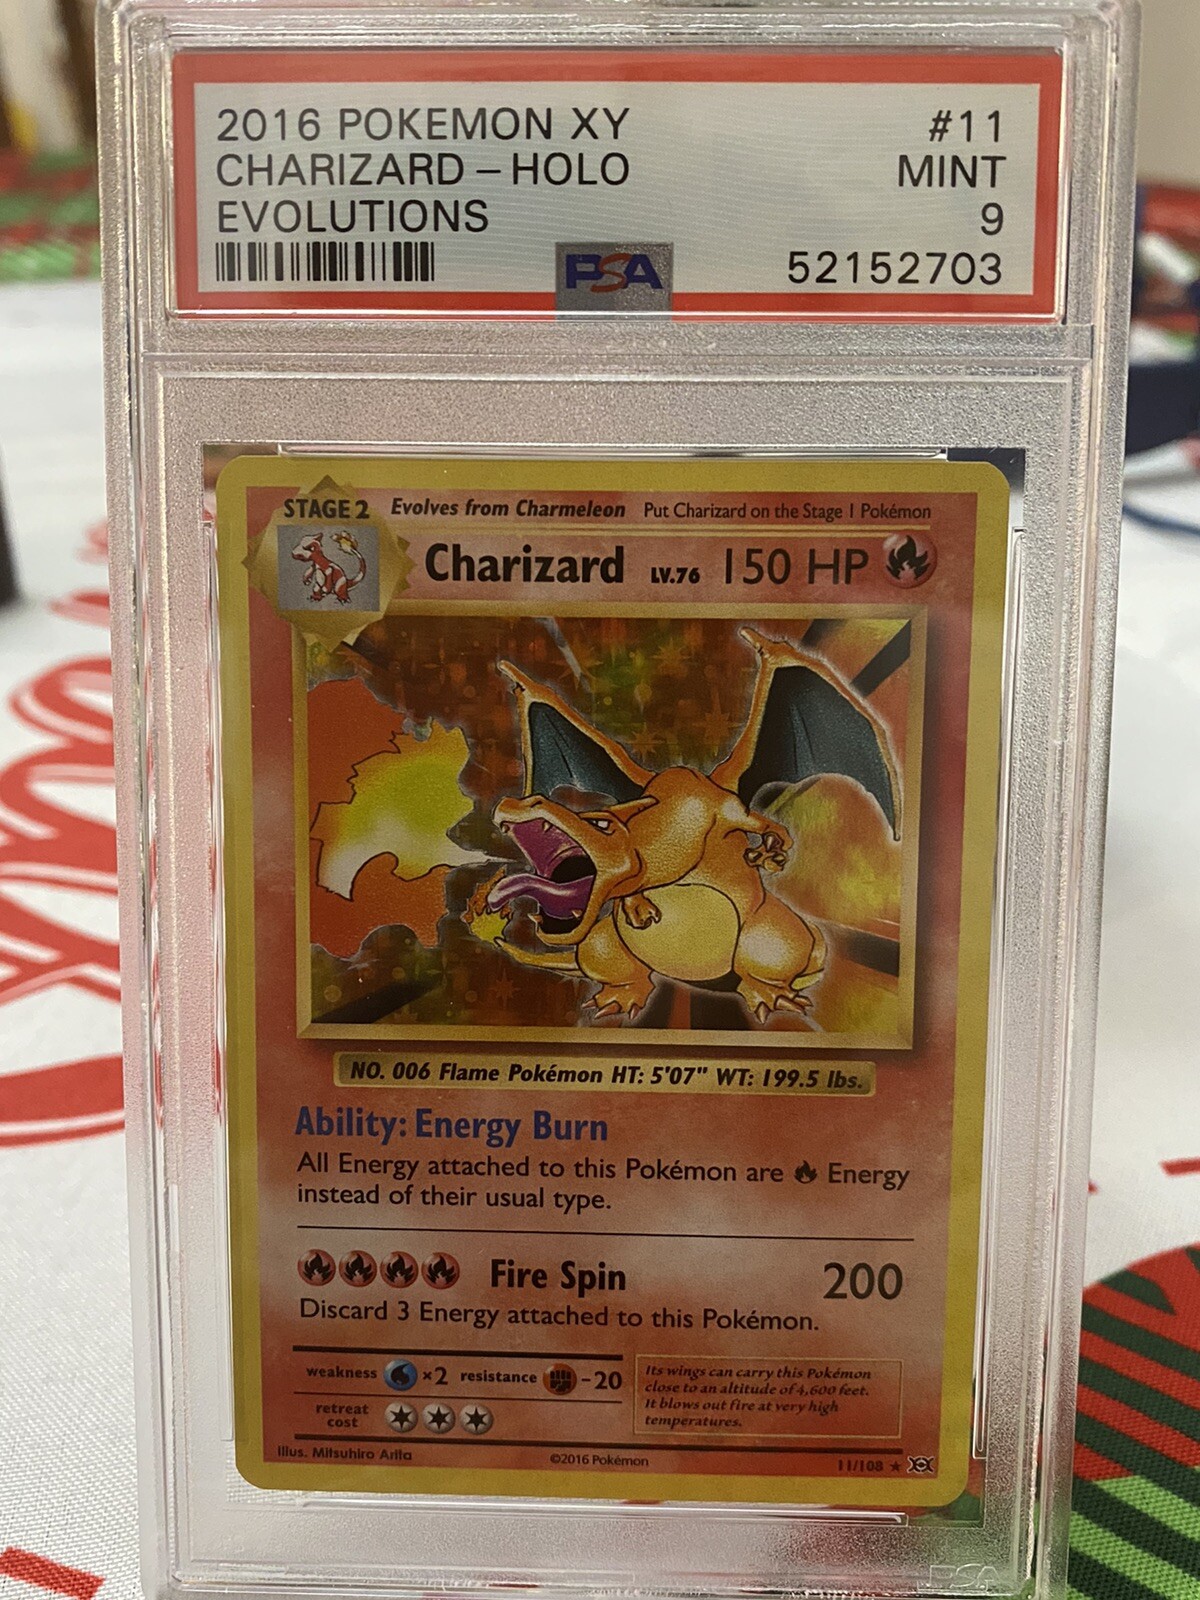 2016 POKEMON XY #11
CHARIZARD – HOLO MINT
EVOLUTIONS 9
PSA 52152703
STAGE 2 Evolves from Charmeleon Put Charizard on the Stage 1 Pokémon
Charizard LV.76 150 HP
NO. 006 Flame Pokémon HT: 5'07" WT: 199.5 lbs.
Ability: Energy Burn
All Energy attached to this Pokémon are Energy
instead of their usual type.
Fire Spin 200
Discard 3 Energy attached to this Pokémon.
weakness ×2 resistance -20
retreat
cost
Its wings can carry this Pokémon
close to an altitude of 4,600 feet.
It blows out fire at very high
temperatures.
Illus. Mitsuhiro Arita ©2016 Pokémon 11/108 ★
PSA